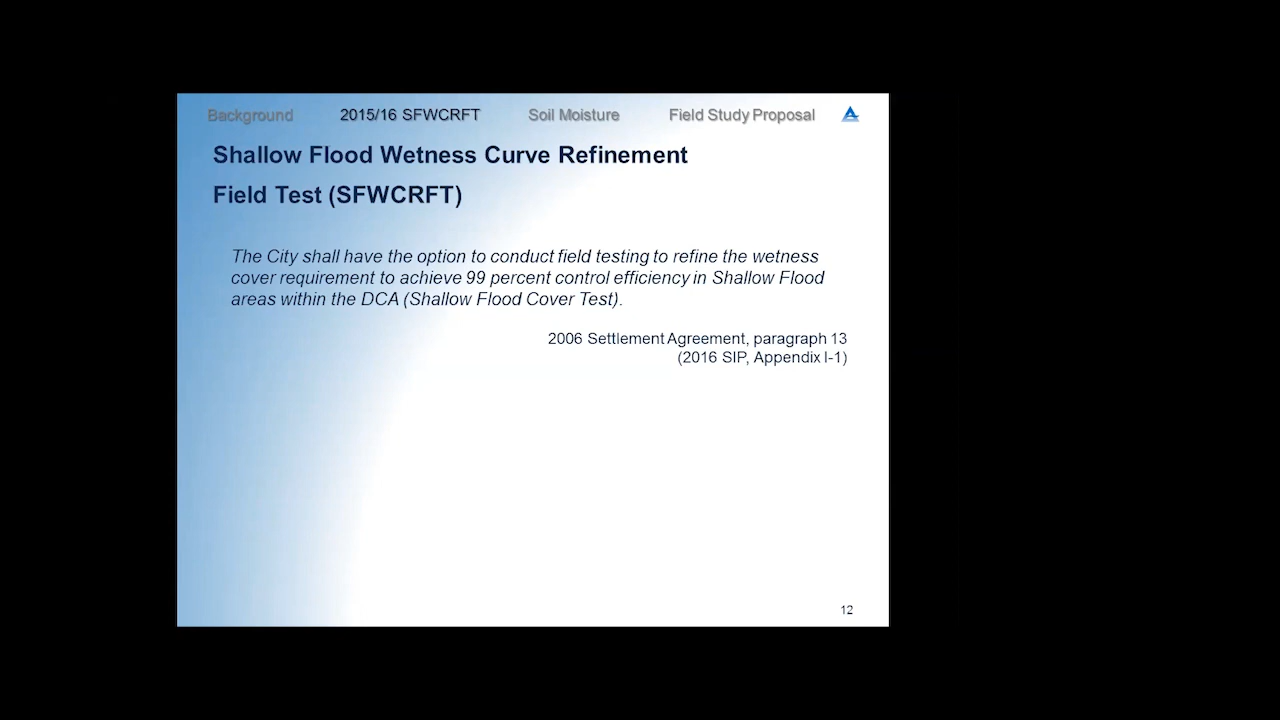 Background 2015/16 SFWCRFT Soil Moisture Field Study Proposal
Shallow Flood Wetness Curve Refinement
Field Test (SFWCRFT)
The City shall have the option to conduct field testing to refine the wetness
cover requirement to achieve 99 percent control efficiency in Shallow Flood
areas within the DCA (Shallow Flood Cover Test).
2006 Settlement Agreement, paragraph 13
(2016 SIP, Appendix I-1)
12